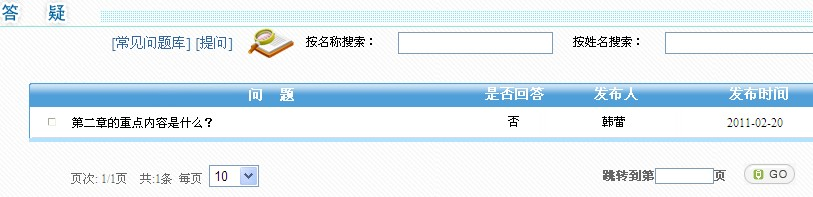 答 疑
[常见问题库] [提问] 按名称搜索： 按姓名搜索：
问 题 是否回答 发布人 发布时间
第二章的重点内容是什么？ 否 韩蕾 2011-02-20
页次: 1/1页 共:1条 每页 10 跳转到第 页 GO